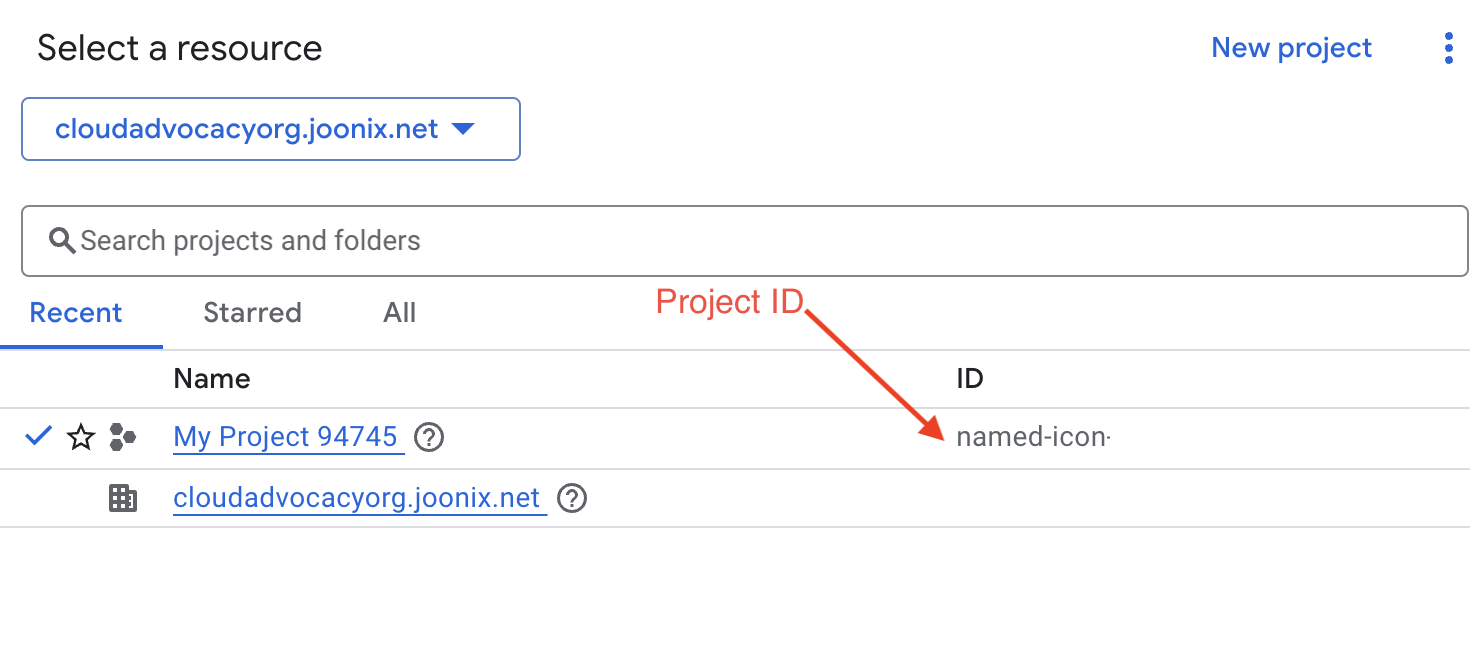 Select a resource
New project
cloudadvocacyorg.joonix.net
Search projects and folders
Recent Starred All
Project ID
Name ID
My Project 94745 named-icon-
cloudadvocacyorg.joonix.net